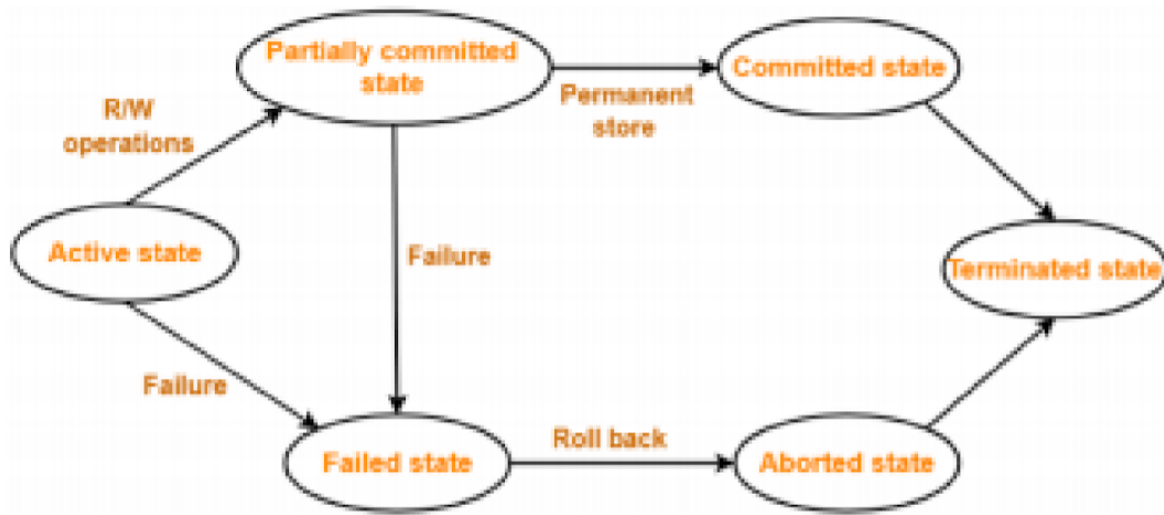 Partially committed
state
Committed state
R/W
operations
Permanent
store
Active state
Failure
Terminated state
Failure
Failed state
Roll back
Aborted state